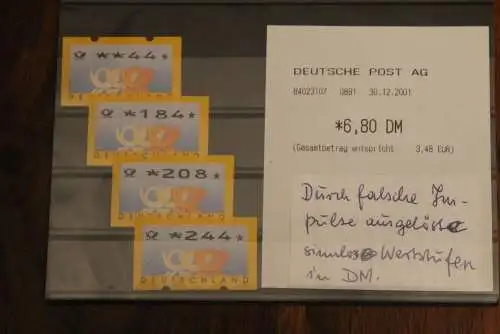 **44*
*184*
DEUTSCHLAND
*208*
DEUTSCHLAND
*244*
DEUTSCHLAND
DEUTSCHE POST AG
84023107 0881 30.12.2001
*6,80 DM
(Gesamtbetrag entspricht 3,48 EUR)
Durch falsche Im-
pulse ausgelöste
sinnlose Wertstufen
in DM.